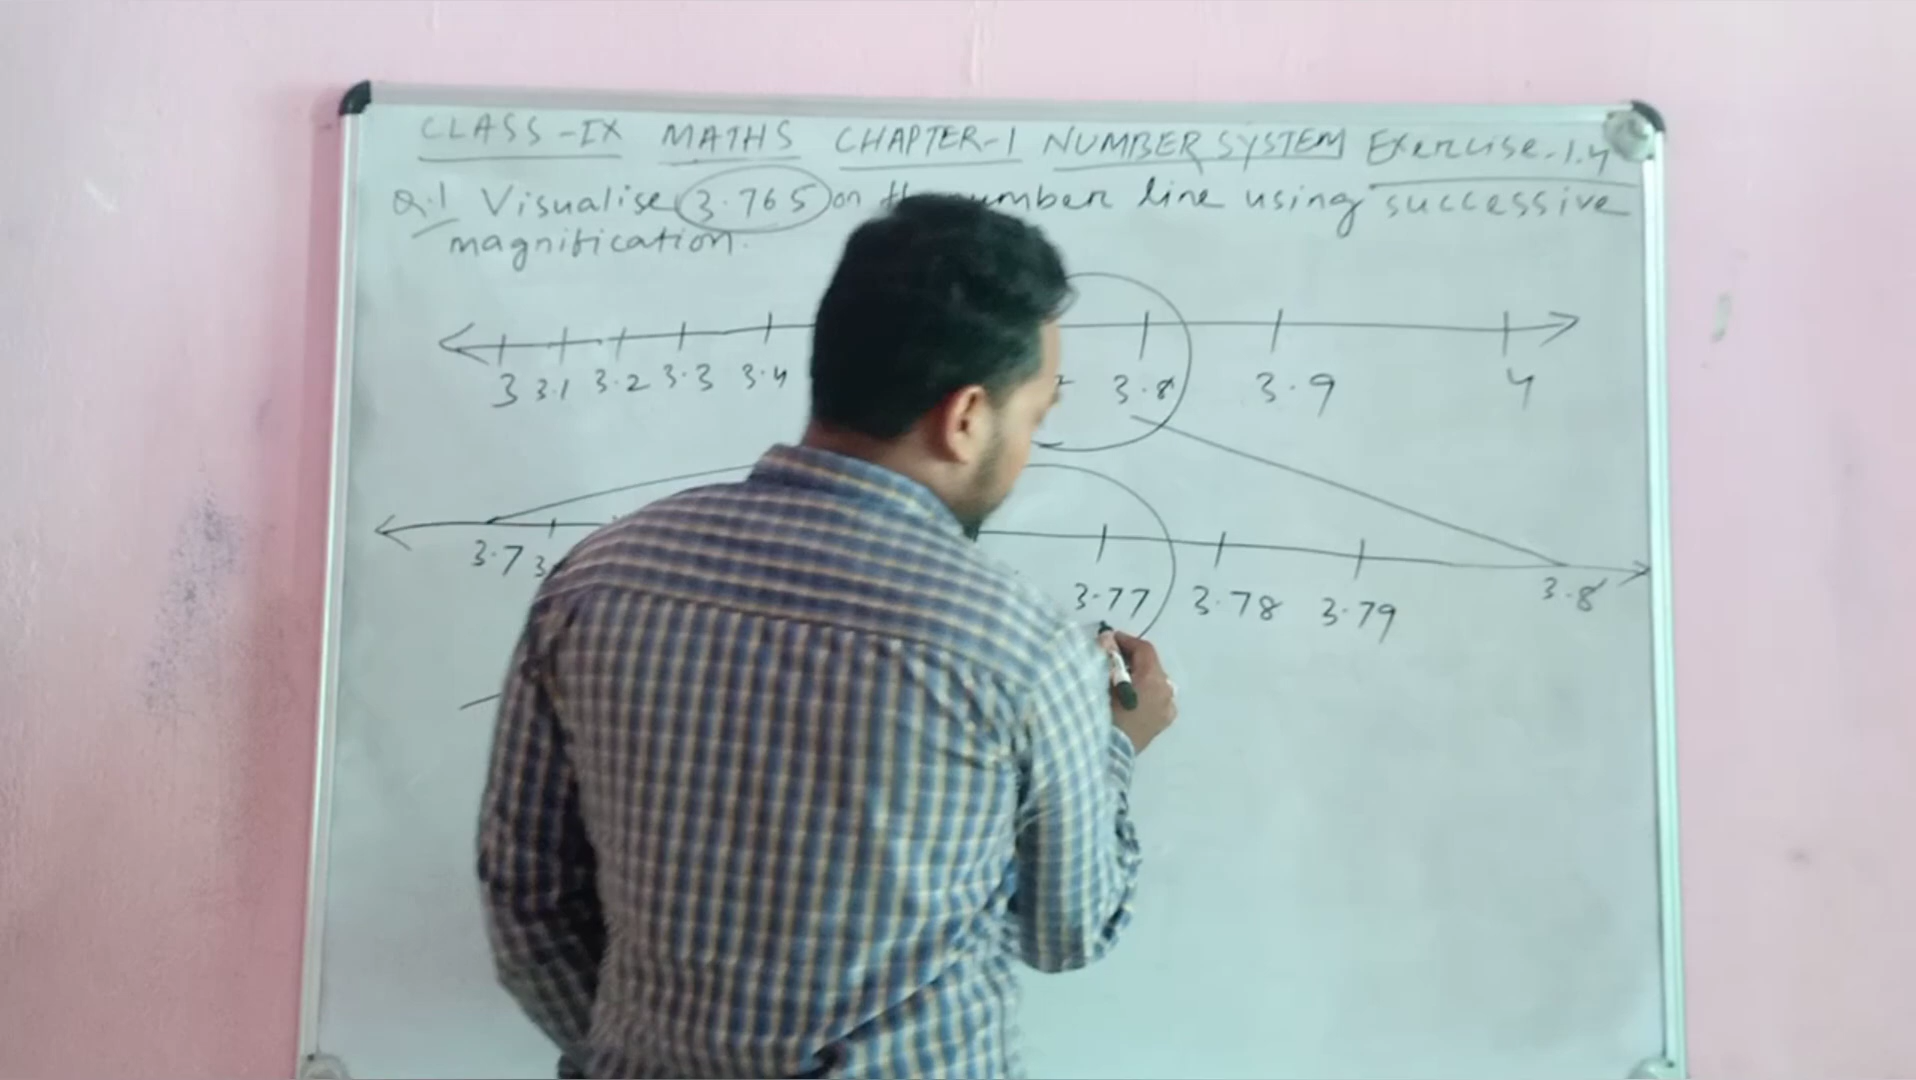 CLASS-IX MATHS CHAPTER-1 NUMBER SYSTEM Exercise-1.4
Q.1 Visualise 3.765 on number line using successive
magnification.
3 3.1 3.2 3.3 3.4 3.8 3.9 4
3.7 3.77 3.78 3.79 3.8